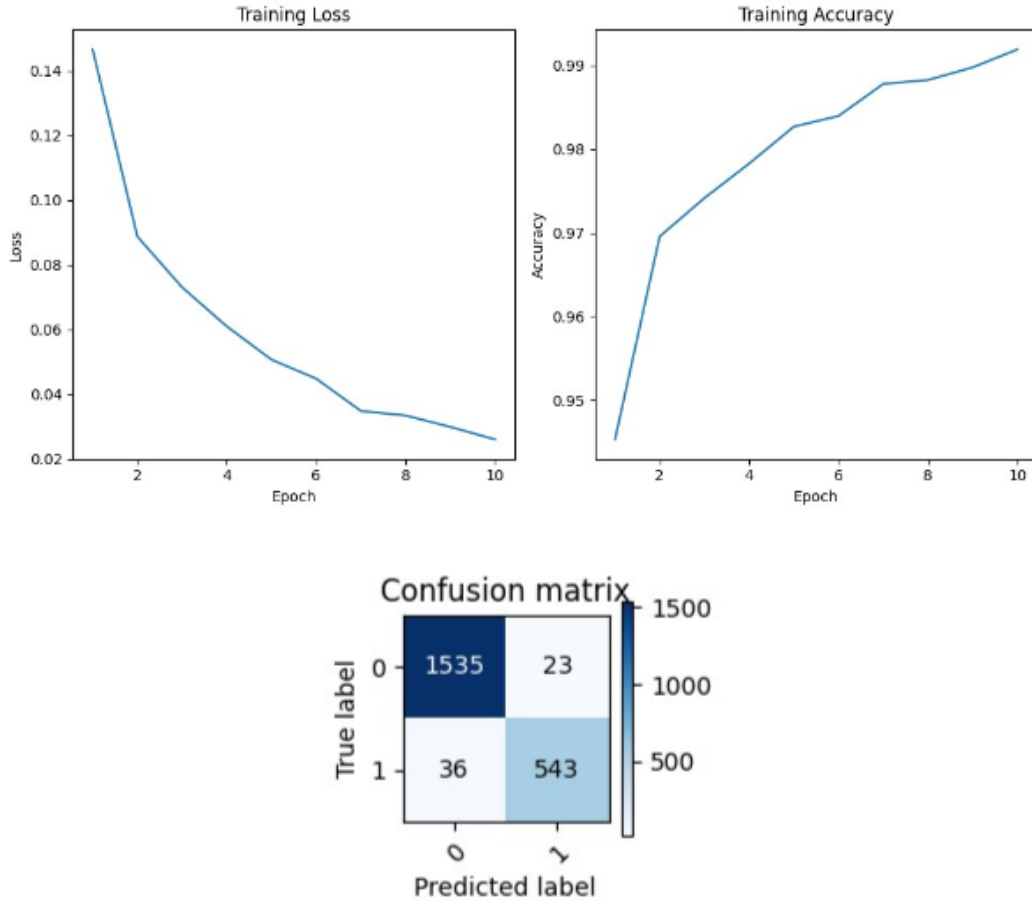 Training Loss
0.14
0.12
0.10
0.08
0.06
0.04
0.02
Loss
2 4 6 8 10
Epoch
Training Accuracy
0.99
0.98
0.97
0.96
0.95
Accuracy
2 4 6 8 10
Epoch
Confusion matrix
True label
0 1535 23
1 36 543
0 1
Predicted label
1500
1000
500